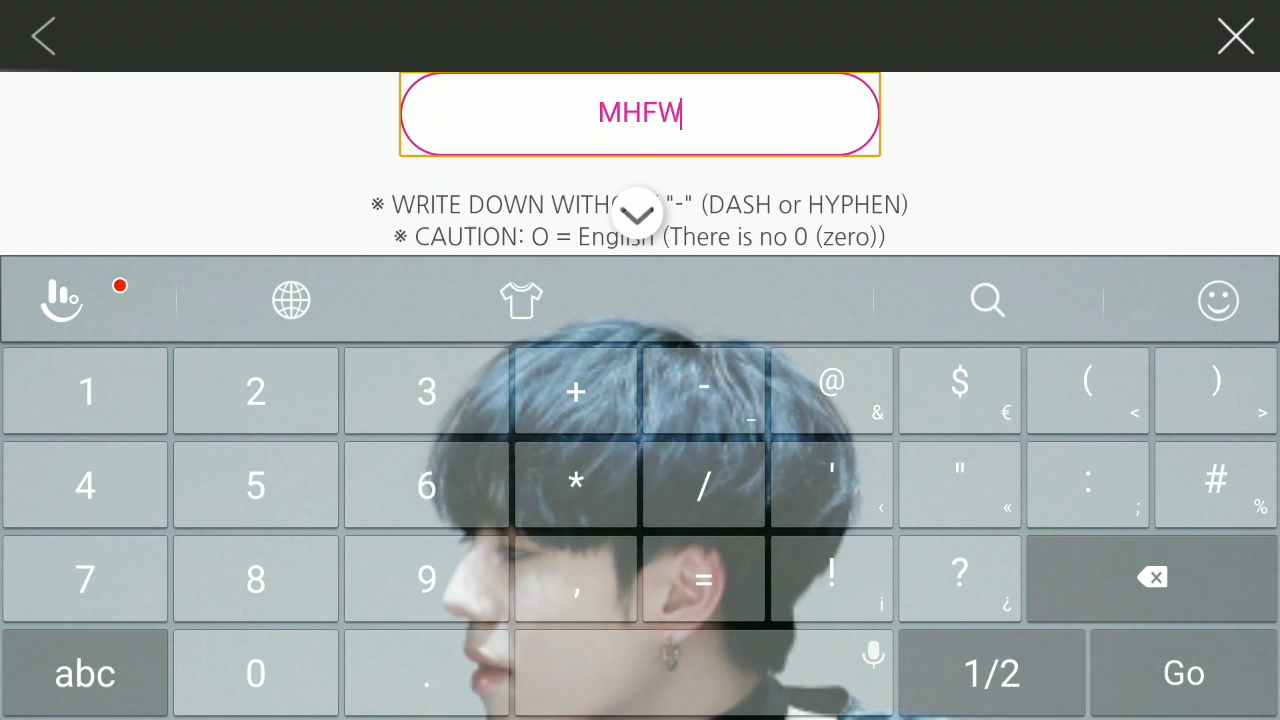 MHFW
※ WRITE DOWN WITHO "-" (DASH or HYPHEN)
※ CAUTION: O = English (There is no 0 (zero))
1 2 3 + - _ @ & $ € ( < ) >
4 5 6 * / ' ‹ " « : ; # %
7 8 9 , = ! ¡ ? ¿
abc 0 . 1/2 Go